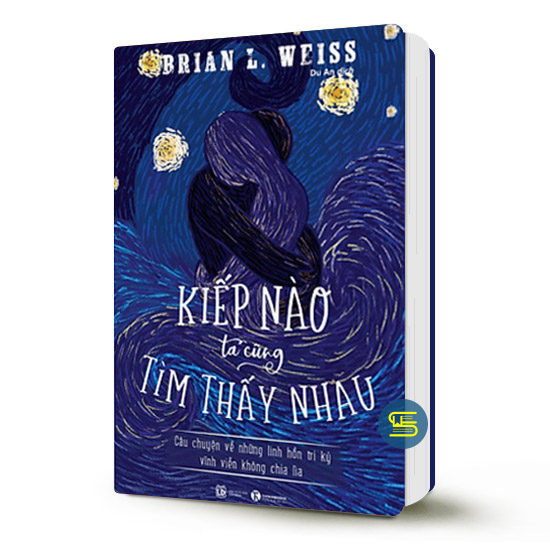 BRIAN L. WEISS
Du An dịch
KIẾP NÀO
ta cũng
TÌM THẤY NHAU
Câu chuyện về những linh hồn tri kỷ
vĩnh viễn không chia lìa